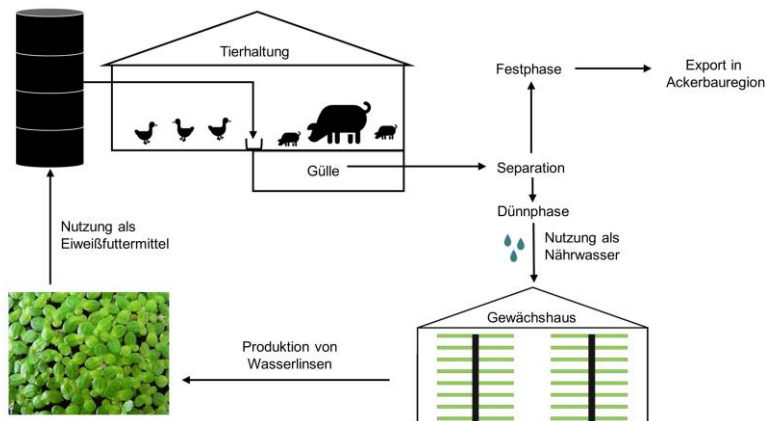 Tierhaltung
Festphase
Export in
Ackerbauregion
Gülle
Separation
Dünnphase
Nutzung als
Eiweißfuttermittel
Nutzung als
Nährwasser
Gewächshaus
Produktion von
Wasserlinsen